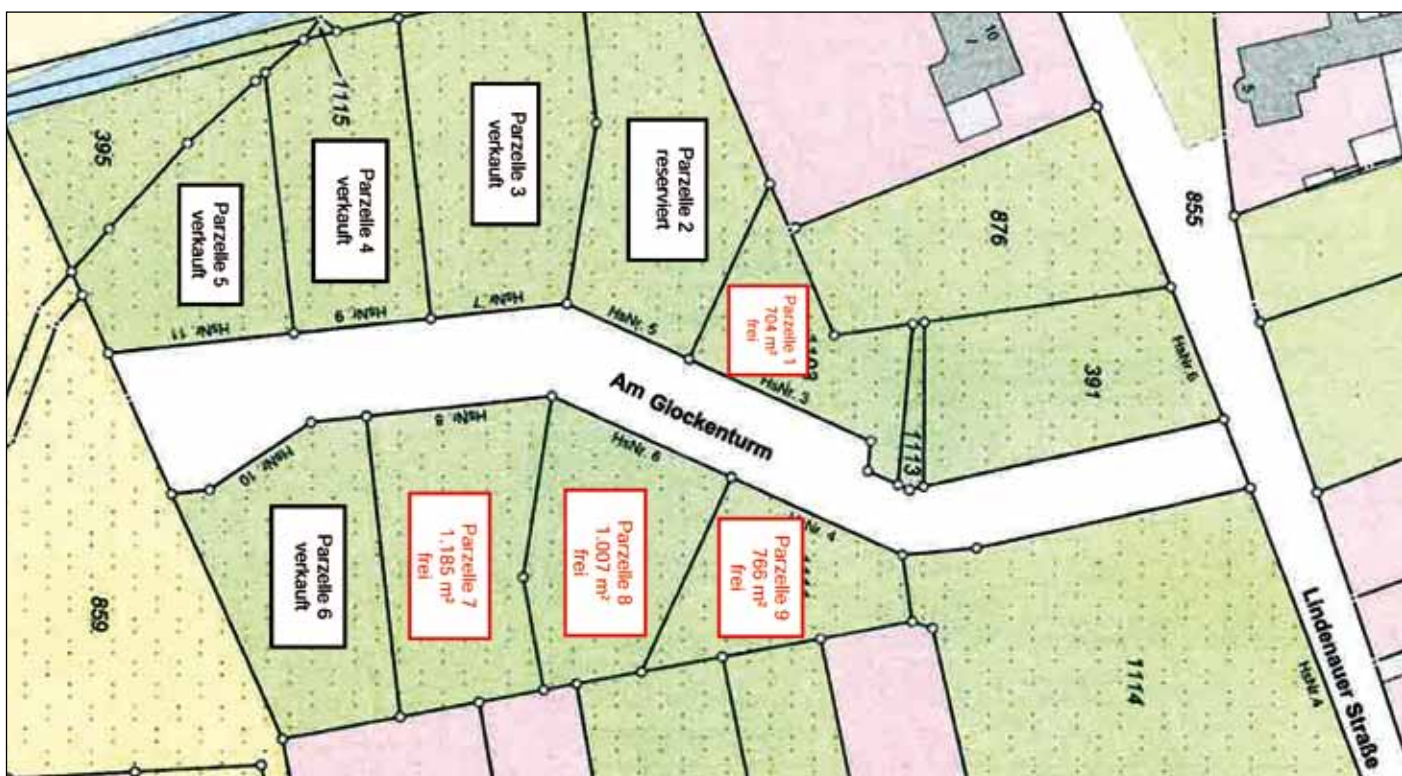 395
1115
Parzelle 5
verkauft
Parzelle 4
verkauft
Parzelle 3
verkauft
Parzelle 2
reserviert
Parzelle 1
704 m²
frei
10
5
876
855
391
1113
HsNr. 11
HsNr. 9
HsNr. 7
HsNr. 5
HsNr. 3
HsNr. 6
Am Glockenturm
HsNr. 10
HsNr. 8
HsNr. 6
HsNr. 4
Parzelle 6
verkauft
Parzelle 7
1.185 m²
frei
Parzelle 8
1.007 m²
frei
Parzelle 9
766 m²
frei
859
1114
Lindenauer Straße
HsNr. 4